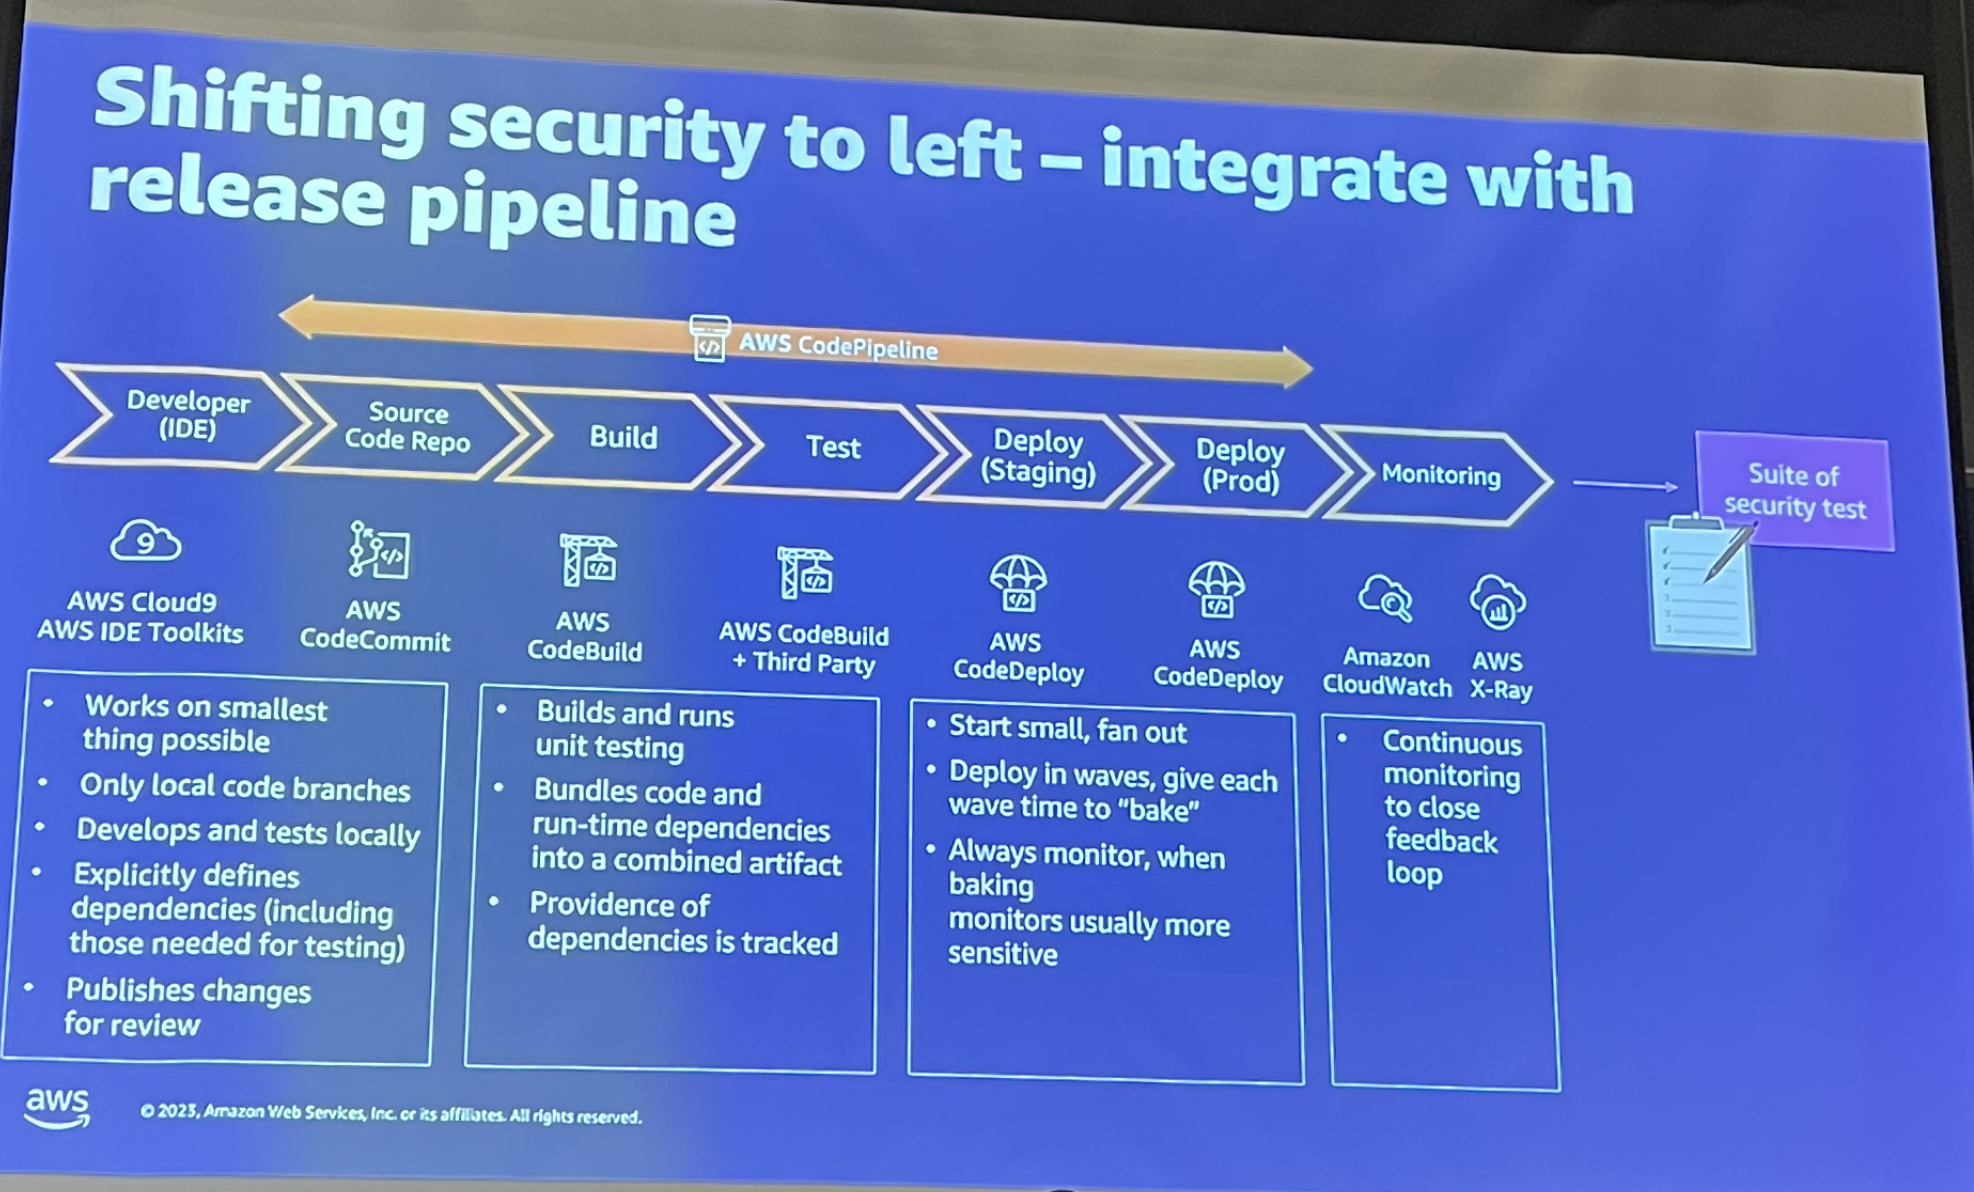 Shifting security to left – integrate with
release pipeline
AWS CodePipeline
Developer
(IDE)
Source
Code Repo
Build
Test
Deploy
(Staging)
Deploy
(Prod)
Monitoring
Suite of
security test
9
AWS Cloud9
AWS IDE Toolkits
</>
AWS
CodeCommit
</>
AWS
CodeBuild
</>
AWS CodeBuild
+ Third Party
</>
AWS
CodeDeploy
</>
AWS
CodeDeploy
Amazon
CloudWatch
AWS
X-Ray
• Works on smallest
thing possible
• Only local code branches
• Develops and tests locally
• Explicitly defines
dependencies (including
those needed for testing)
• Publishes changes
for review
• Builds and runs
unit testing
• Bundles code and
run-time dependencies
into a combined artifact
• Providence of
dependencies is tracked
• Start small, fan out
• Deploy in waves, give each
wave time to “bake”
• Always monitor, when
baking
monitors usually more
sensitive
• Continuous
monitoring
to close
feedback
loop
aws
© 2023, Amazon Web Services, Inc. or its affiliates. All rights reserved.